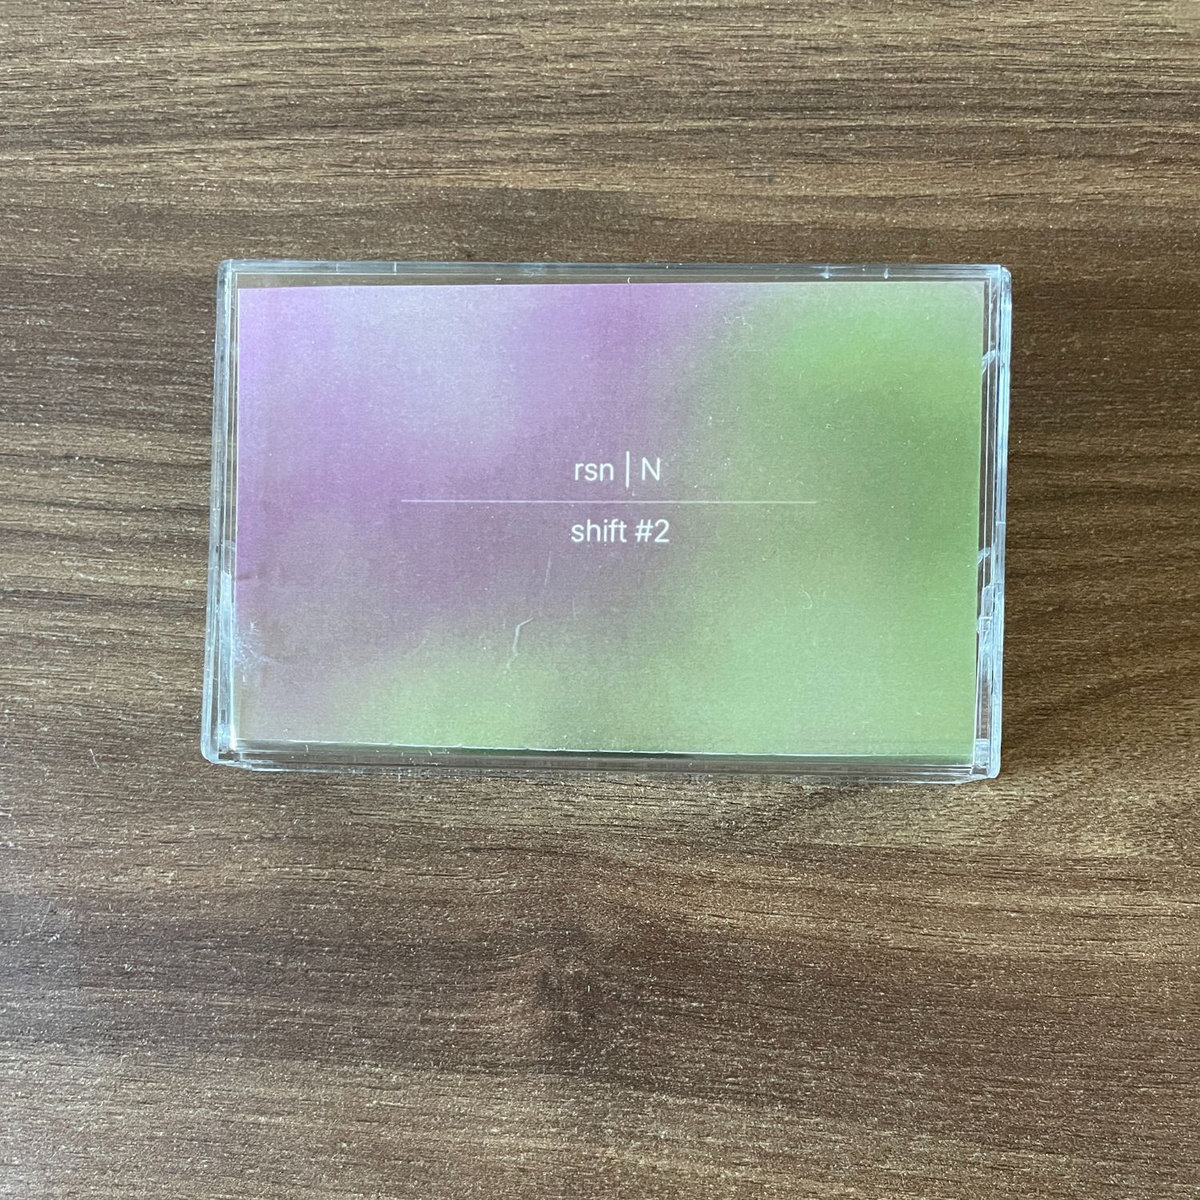 rsn | N
shift #2